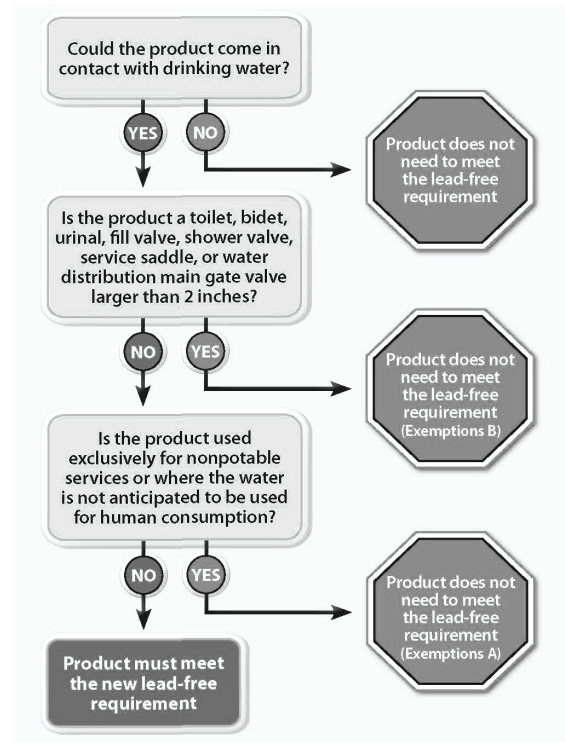 Could the product come in
contact with drinking water?
YES
NO
Product does not
need to meet
the lead-free
requirement
Is the product a toilet, bidet,
urinal, fill valve, shower valve,
service saddle, or water
distribution main gate valve
larger than 2 inches?
NO
YES
Product does not
need to meet
the lead-free
requirement
(Exemptions B)
Is the product used
exclusively for nonpotable
services or where the water
is not anticipated to be used
for human consumption?
NO
YES
Product does not
need to meet
the lead-free
requirement
(Exemptions A)
Product must meet
the new lead-free
requirement